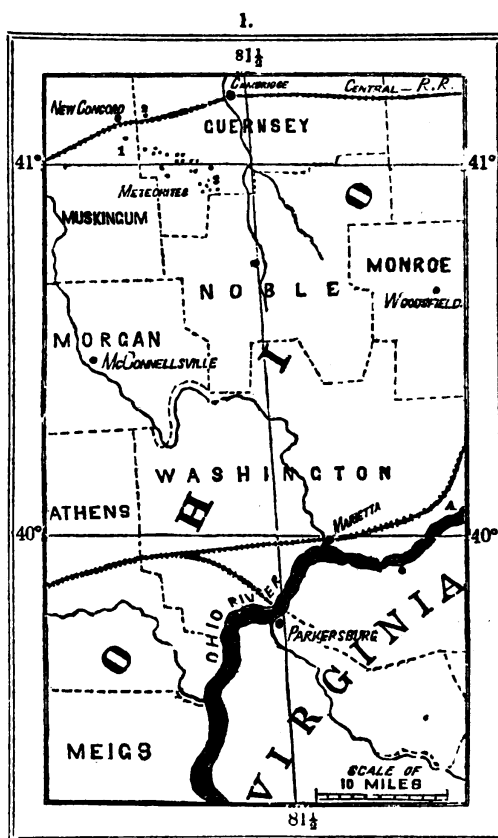 1.
81½
CAMBRIDGE
CENTRAL – R.R.
NEW CONCORD
2
GUERNSEY
1
41°
41°
METEORITES
3
O
MUSKINGUM
MONROE
NOBLE
WOODSFIELD
MORGAN
I
MCCONNELLSVILLE
WASHINGTON
ATHENS
H
MARIETTA
A
40°
40°
OHIO RIVER
PARKERSBURG
O
VIRGINIA
MEIGS
SCALE OF
10 MILES
81½